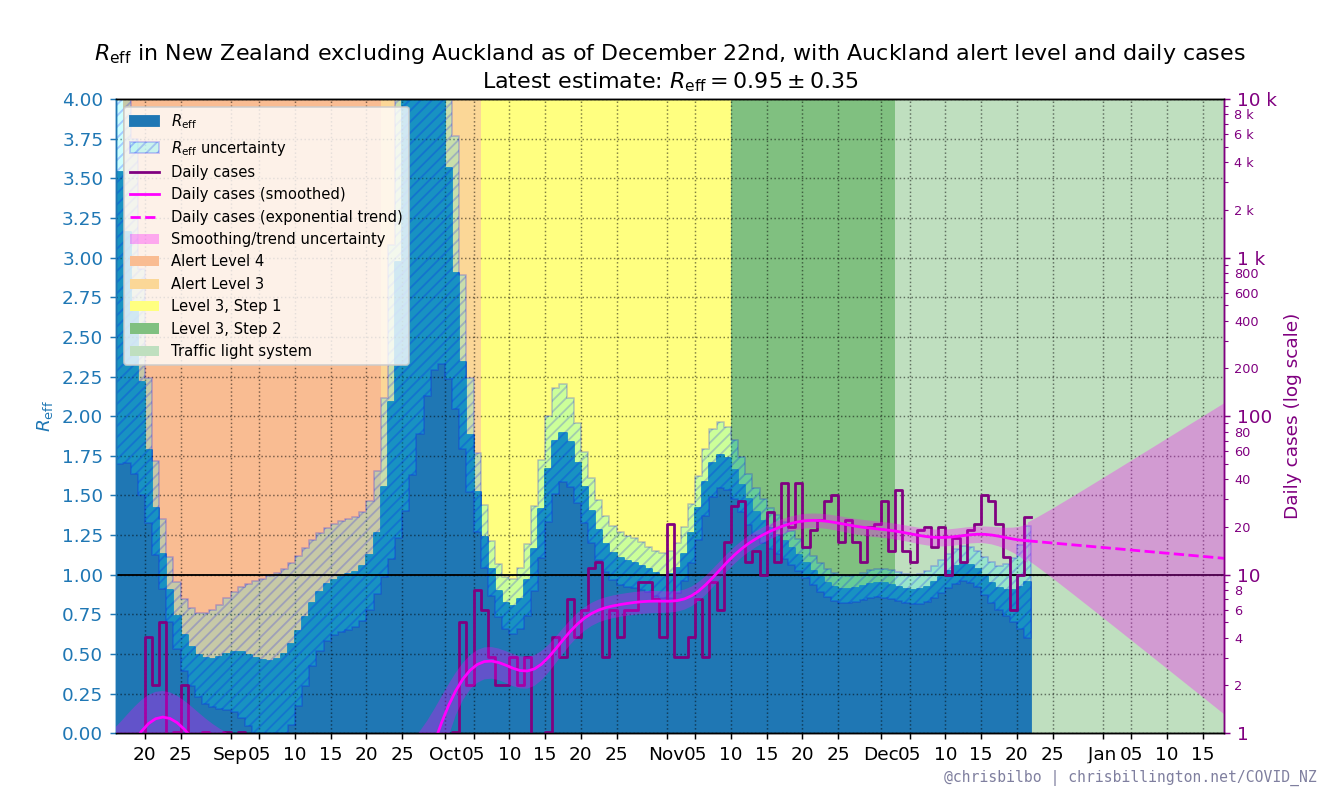 Reff in New Zealand excluding Auckland as of December 22nd, with Auckland alert level and daily cases
Latest estimate: Reff = 0.95 ± 0.35
Reff
Reff uncertainty
Daily cases
Daily cases (smoothed)
Daily cases (exponential trend)
Smoothing/trend uncertainty
Alert Level 4
Alert Level 3
Level 3, Step 1
Level 3, Step 2
Traffic light system
Reff
4.00
3.75
3.50
3.25
3.00
2.75
2.50
2.25
2.00
1.75
1.50
1.25
1.00
0.75
0.50
0.25
0.00
10 k
8 k
6 k
4 k
2 k
1 k
800
600
400
200
100
80
60
40
20
10
8
6
4
2
1
Daily cases (log scale)
20 25 Sep 05 10 15 20 25 Oct 05 10 15 20 25 Nov 05 10 15 20 25 Dec 05 10 15 20 25 Jan 05 10 15
@chrisbilbo | chrisbillington.net/COVID_NZ